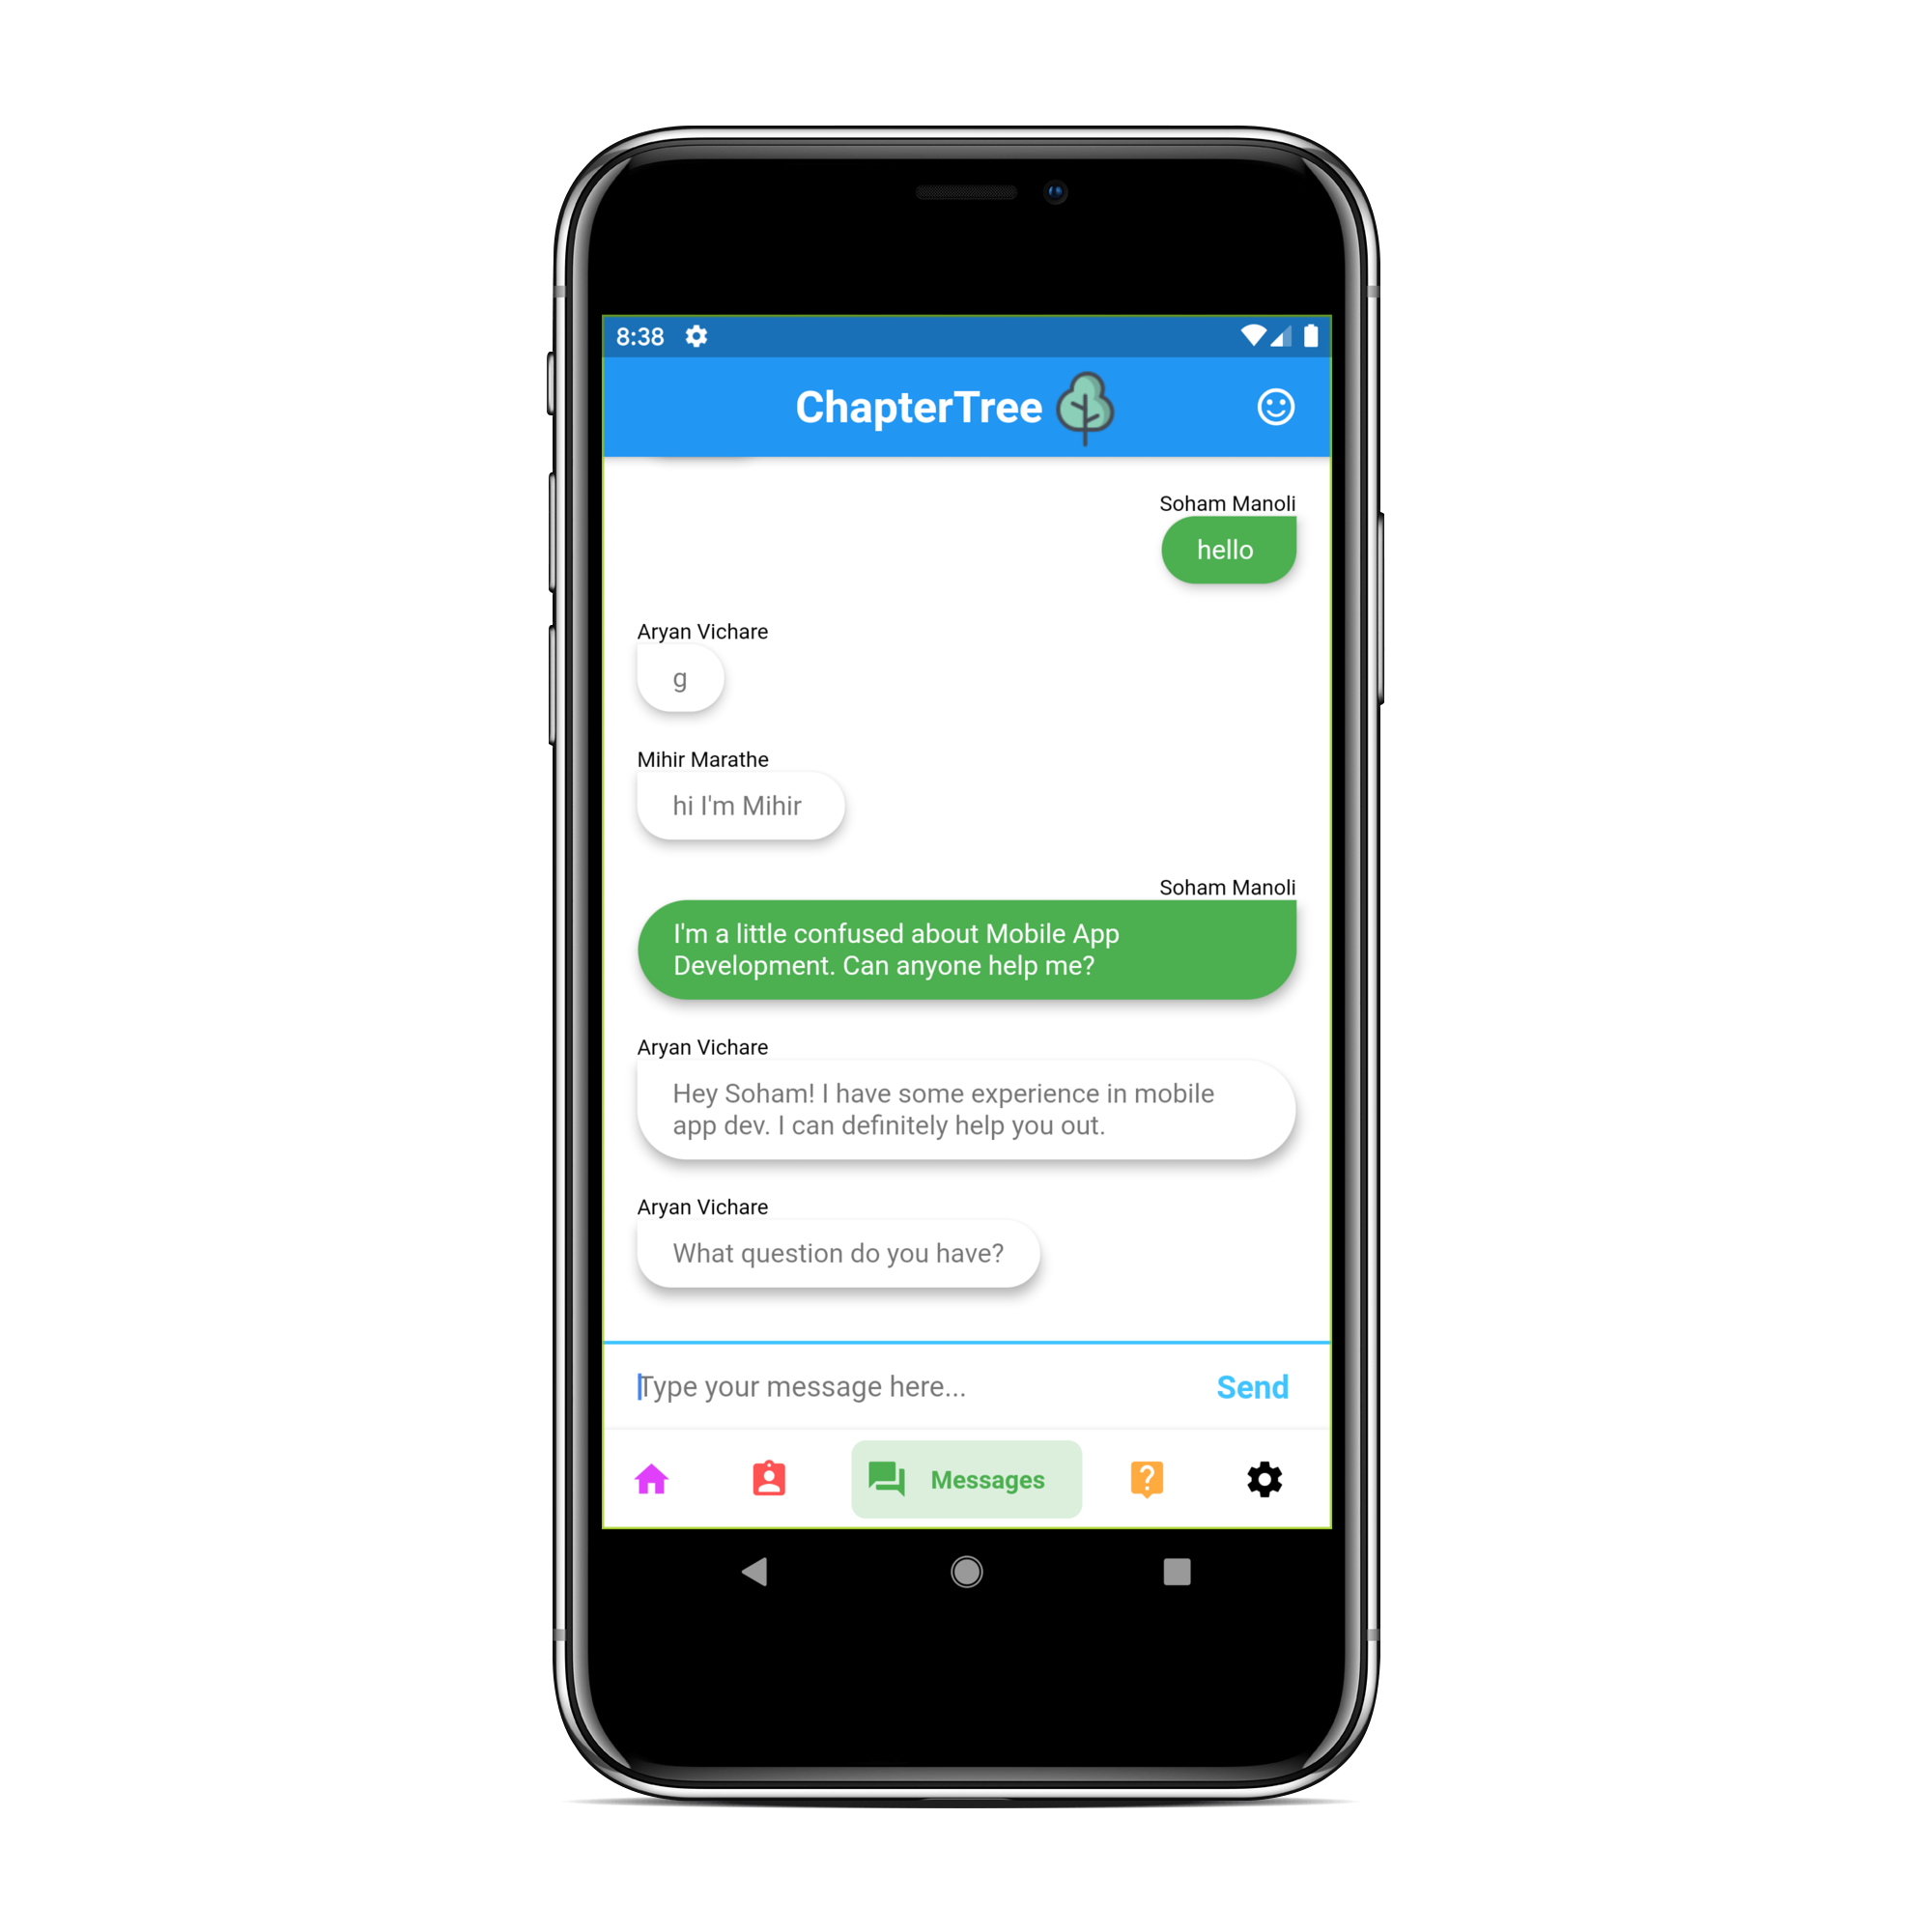 8:38
ChapterTree
Soham Manoli
hello
Aryan Vichare
g
Mihir Marathe
hi I'm Mihir
Soham Manoli
I'm a little confused about Mobile App
Development. Can anyone help me?
Aryan Vichare
Hey Soham! I have some experience in mobile
app dev. I can definitely help you out.
Aryan Vichare
What question do you have?
Type your message here...
Send
?
Messages